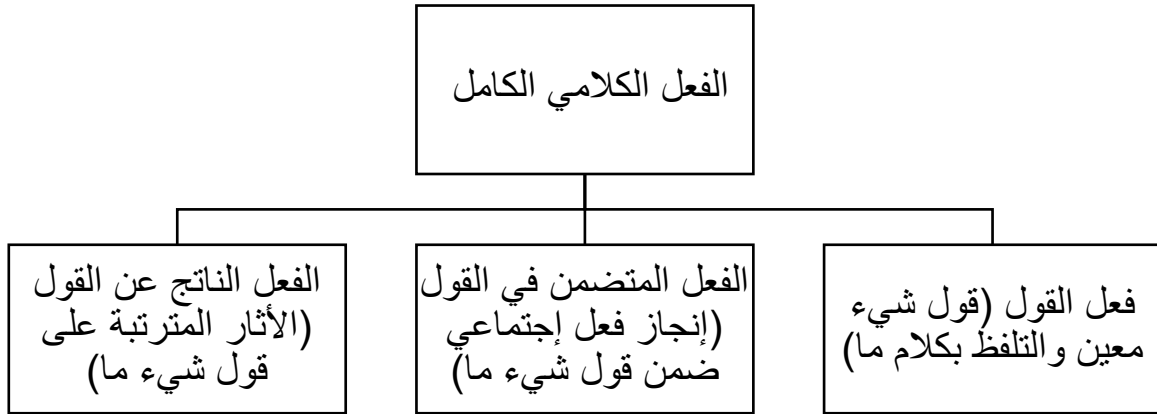 الفعل الكلامي الكامل
فعل القول (قول شيء
معين والتلفظ بكلام ما)
الفعل المتضمن في القول
(إنجاز فعل إجتماعي
ضمن قول شيء ما)
الفعل الناتج عن القول
(الأثار المترتبة على
قول شيء ما)